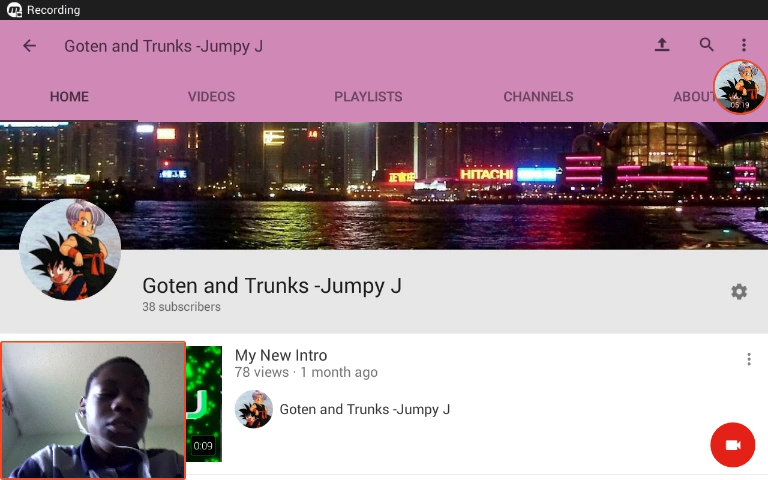 Recording
Goten and Trunks -Jumpy J
HOME VIDEOS PLAYLISTS CHANNELS ABOUT
05:19
HITACHI
Goten and Trunks -Jumpy J
38 subscribers
My New Intro
78 views · 1 month ago
Goten and Trunks -Jumpy J
0:09